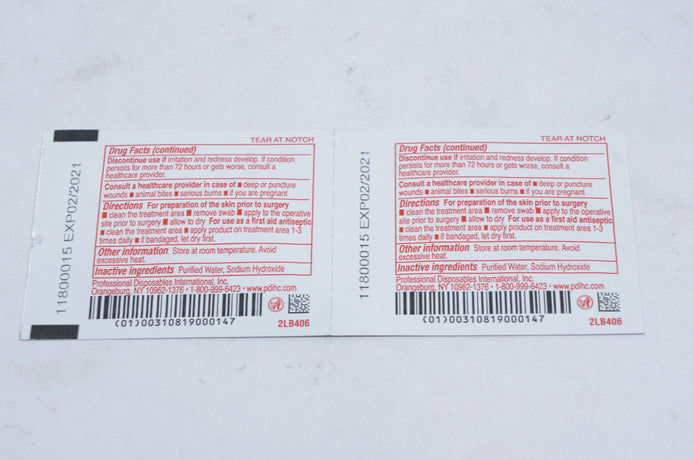 TEAR AT NOTCH
Drug Facts (continued)
Discontinue use if irritation and redness develop. If condition
persists for more than 72 hours or gets worse, consult a
healthcare provider.
Consult a healthcare provider in case of ■ deep or puncture
wounds ■ animal bites ■ serious burns ■ if you are pregnant
Directions For preparation of the skin prior to surgery
■ clean the treatment area ■ remove swab ■ apply to the operative
site prior to surgery ■ allow to dry For use as a first aid antiseptic
■ clean the treatment area ■ apply product on treatment area 1-3
times daily ■ if bandaged, let dry first.
Other information Store at room temperature. Avoid
excessive heat.
Inactive ingredients Purified Water, Sodium Hydroxide
Professional Disposables International, Inc.
Orangeburg, NY 10962-1376 • 1-800-999-6423 • www.pdihc.com
(01)00310819000147
2LB406
11800015 EXP02/2021
TEAR AT NOTCH
Drug Facts (continued)
Discontinue use if irritation and redness develop. If condition
persists for more than 72 hours or gets worse, consult a
healthcare provider.
Consult a healthcare provider in case of ■ deep or puncture
wounds ■ animal bites ■ serious burns ■ if you are pregnant
Directions For preparation of the skin prior to surgery
■ clean the treatment area ■ remove swab ■ apply to the operative
site prior to surgery ■ allow to dry For use as a first aid antiseptic
■ clean the treatment area ■ apply product on treatment area 1-3
times daily ■ if bandaged, let dry first.
Other information Store at room temperature. Avoid
excessive heat.
Inactive ingredients Purified Water, Sodium Hydroxide
Professional Disposables International, Inc.
Orangeburg, NY 10962-1376 • 1-800-999-6423 • www.pdihc.com
(01)00310819000147
2LB406
11800015 EXP02/2021